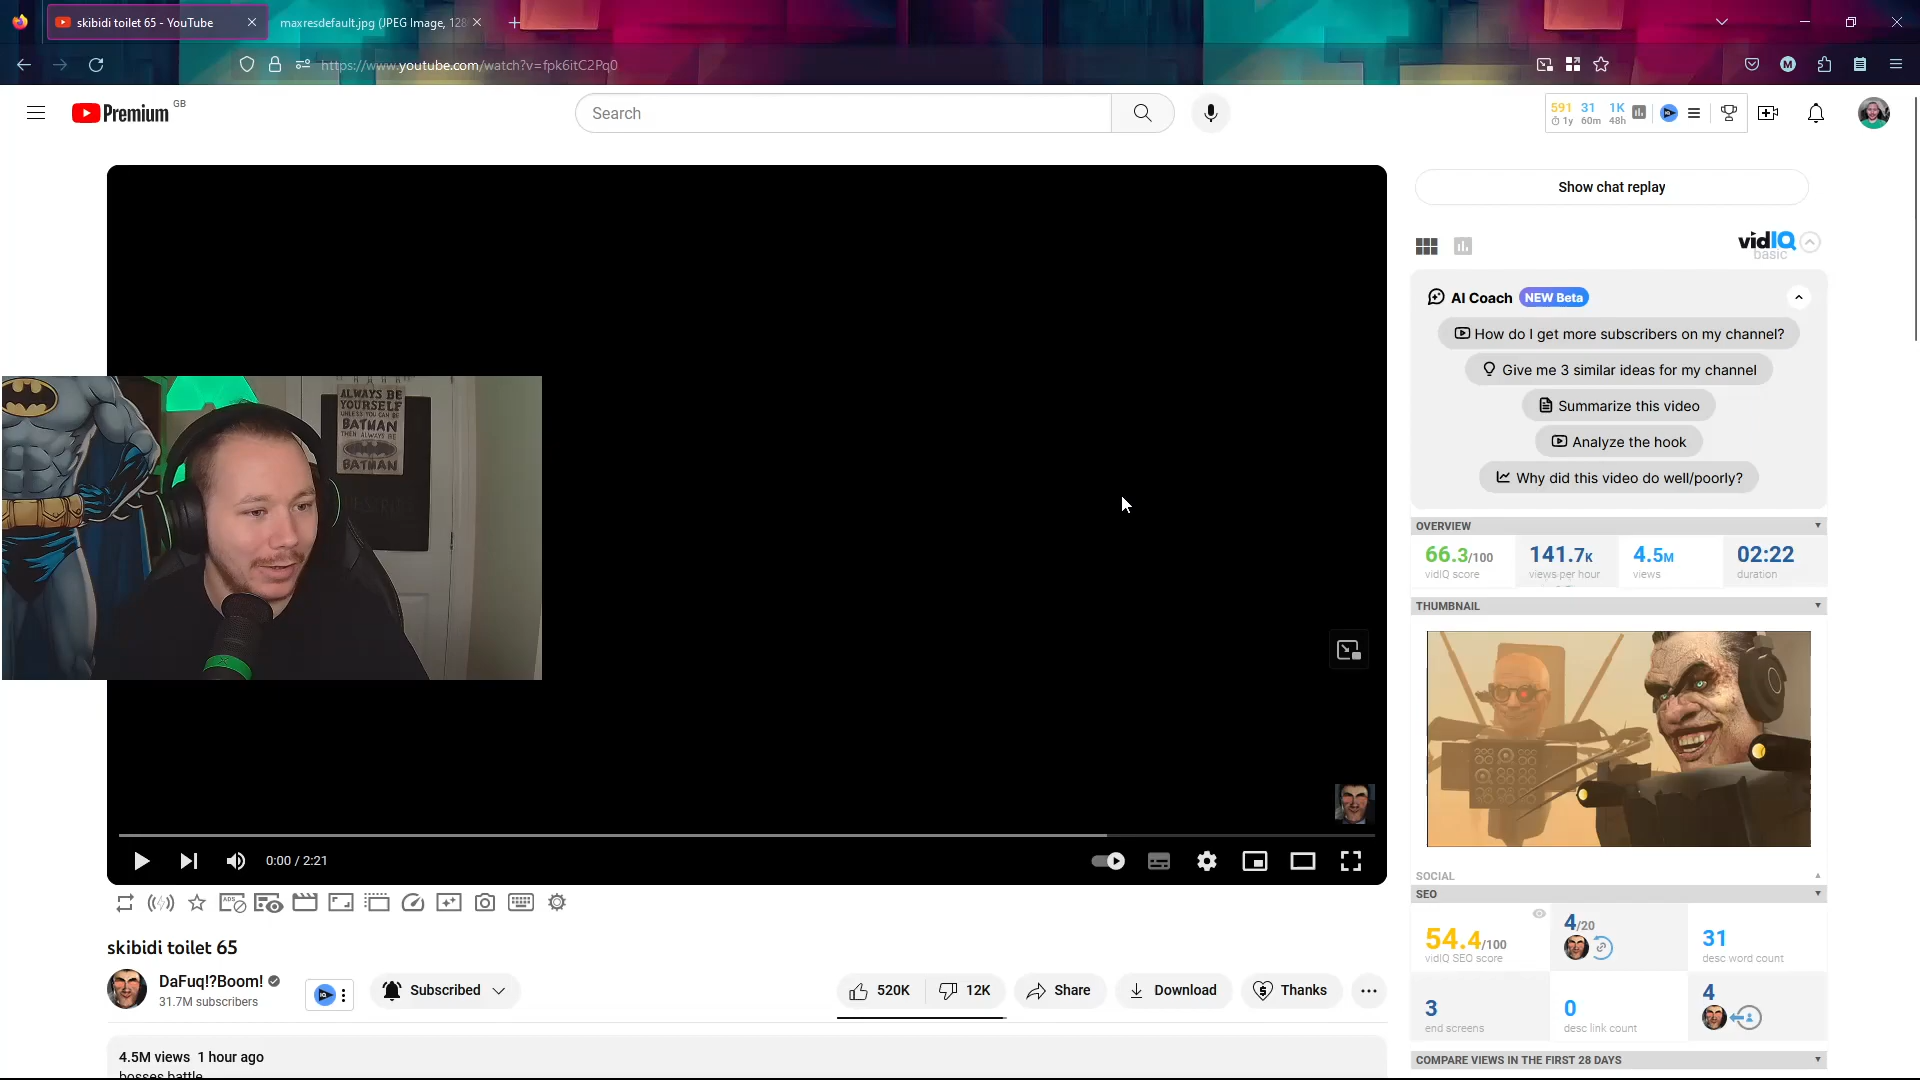 skibidi toilet 65 - YouTube
maxresdefault.jpg (JPEG Image, 128
https://www.youtube.com/watch?v=fpk6itC2Pq0
M
Premium GB
Search
591 31 1K
1y 60m 48h
Show chat replay
vidIQ
basic
AI Coach NEW Beta
How do I get more subscribers on my channel?
Give me 3 similar ideas for my channel
Summarize this video
Analyze the hook
Why did this video do well/poorly?
OVERVIEW
66.3/100 141.7K 4.5M 02:22
vidIQ score views per hour views duration
THUMBNAIL
ALWAYS BE
YOURSELF
UNLESS YOU CAN BE
BATMAN
THEN ALWAYS BE
BATMAN
0:00 / 2:21
SOCIAL
SEO
54.4/100
vidIQ SEO score
4/20
31
desc word count
3
end screens
0
desc link count
4
COMPARE VIEWS IN THE FIRST 28 DAYS
ADS
skibidi toilet 65
DaFuq!?Boom!
31.7M subscribers
Subscribed
520K 12K Share Download Thanks
4.5M views 1 hour ago
bosses battle